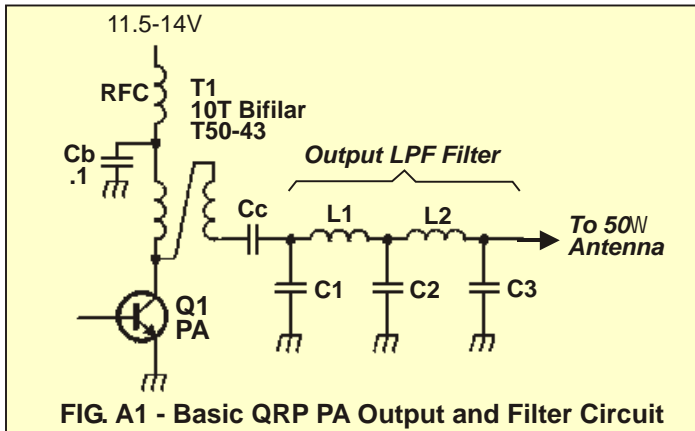 11.5-14V
RFC
T1
10T Bifilar
T50-43
Cb
.1
Output LPF Filter
Cc
L1
L2
To 50W
Antenna
C1
C2
C3
Q1
PA
FIG. A1 - Basic QRP PA Output and Filter Circuit